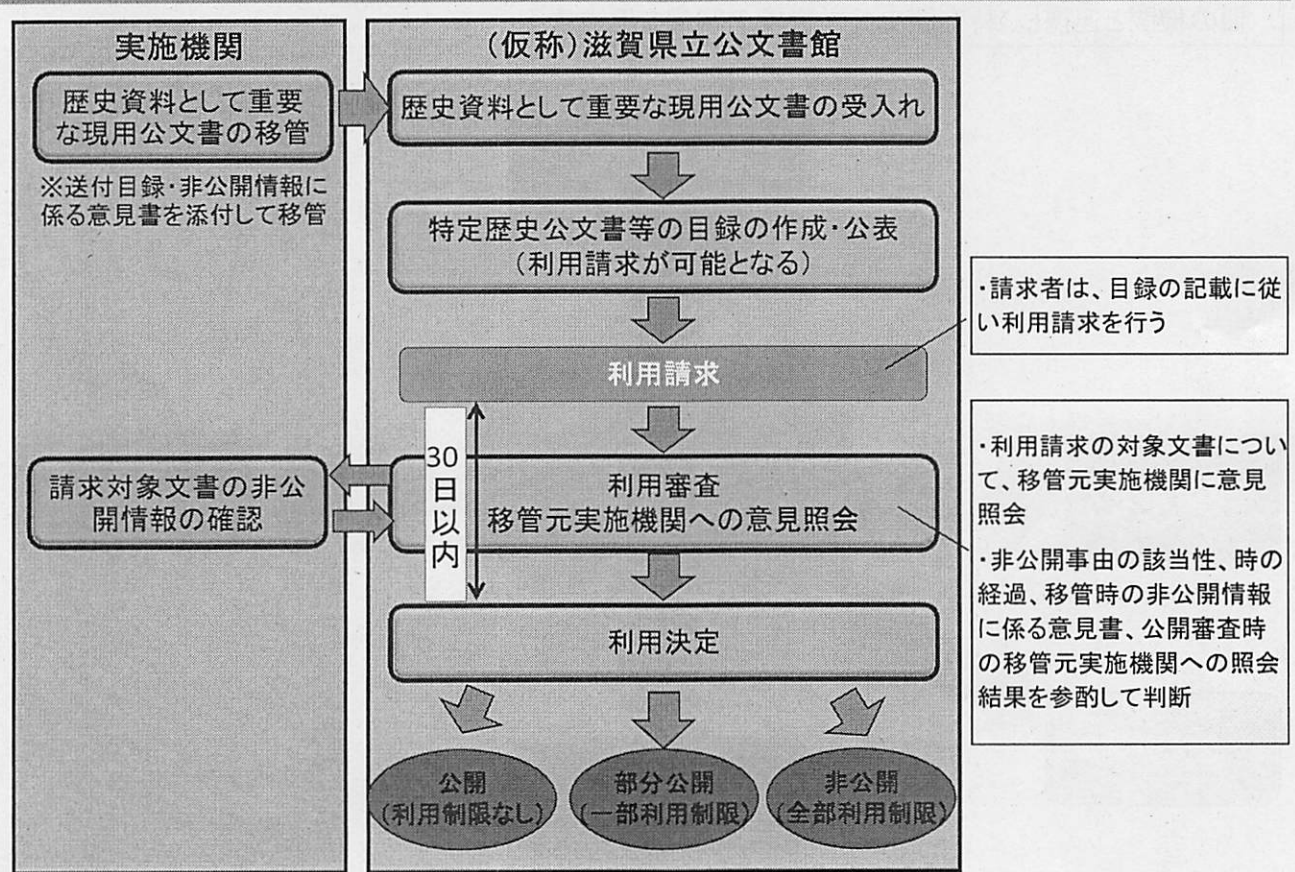 実施機関
歴史資料として重要
な現用公文書の移管
※送付目録・非公開情報に
係る意見書を添付して移管
請求対象文書の非公
開情報の確認
(仮称)滋賀県立公文書館
歴史資料として重要な現用公文書の受入れ
特定歴史公文書等の目録の作成・公表
(利用請求が可能となる)
利用請求
30
日
以
内
利用審査
移管元実施機関への意見照会
利用決定
公開
(利用制限なし)
部分公開
(一部利用制限)
非公開
(全部利用制限)
・請求者は、目録の記載に従
い利用請求を行う
・利用請求の対象文書につい
て、移管元実施機関に意見
照会
・非公開事由の該当性、時の
経過、移管時の非公開情報
に係る意見書、公開審査時
の移管元実施機関への照会
結果を参酌して判断